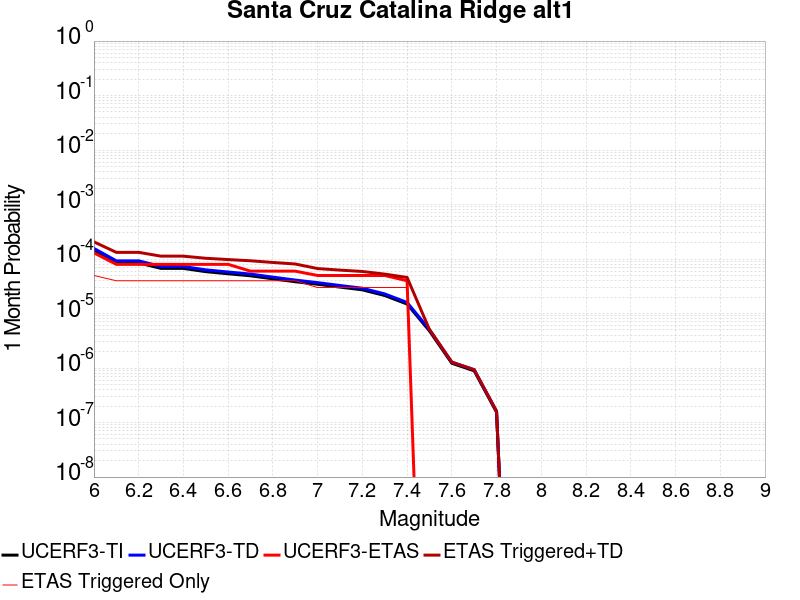 Santa Cruz Catalina Ridge alt1
1 Month Probability
10^0
10^-1
10^-2
10^-3
10^-4
10^-5
10^-6
10^-7
10^-8
6 6.2 6.4 6.6 6.8 7 7.2 7.4 7.6 7.8 8 8.2 8.4 8.6 8.8 9
Magnitude
UCERF3-TI UCERF3-TD UCERF3-ETAS ETAS Triggered+TD
ETAS Triggered Only